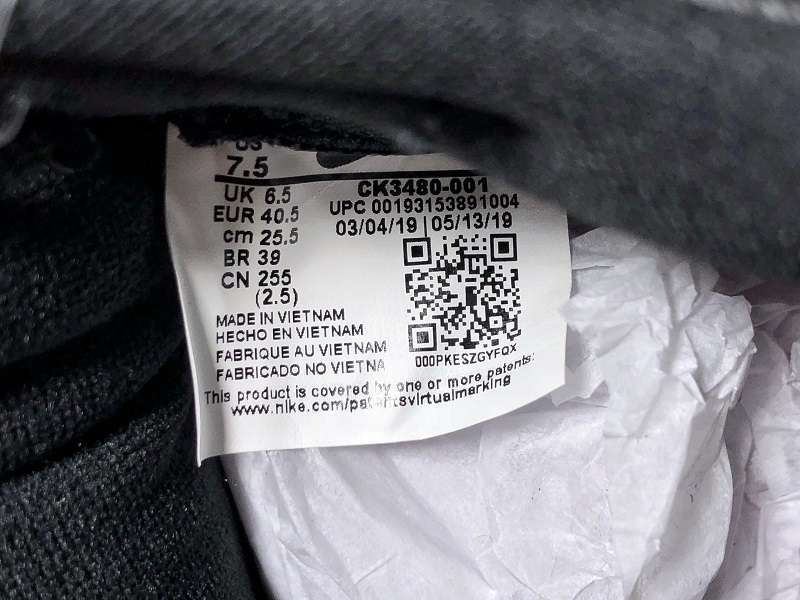 US
7.5
UK 6.5
EUR 40.5
cm 25.5
BR 39
CN 255
(2.5)
CK3480-001
UPC 00193153891004
03/04/19 | 05/13/19
000PKESZGYFQX
MADE IN VIETNAM
HECHO EN VIETNAM
FABRIQUE AU VIETNAM
FABRICADO NO VIETNA
This product is covered by one or more patents:
www.nike.com/patentsvirtualmarking